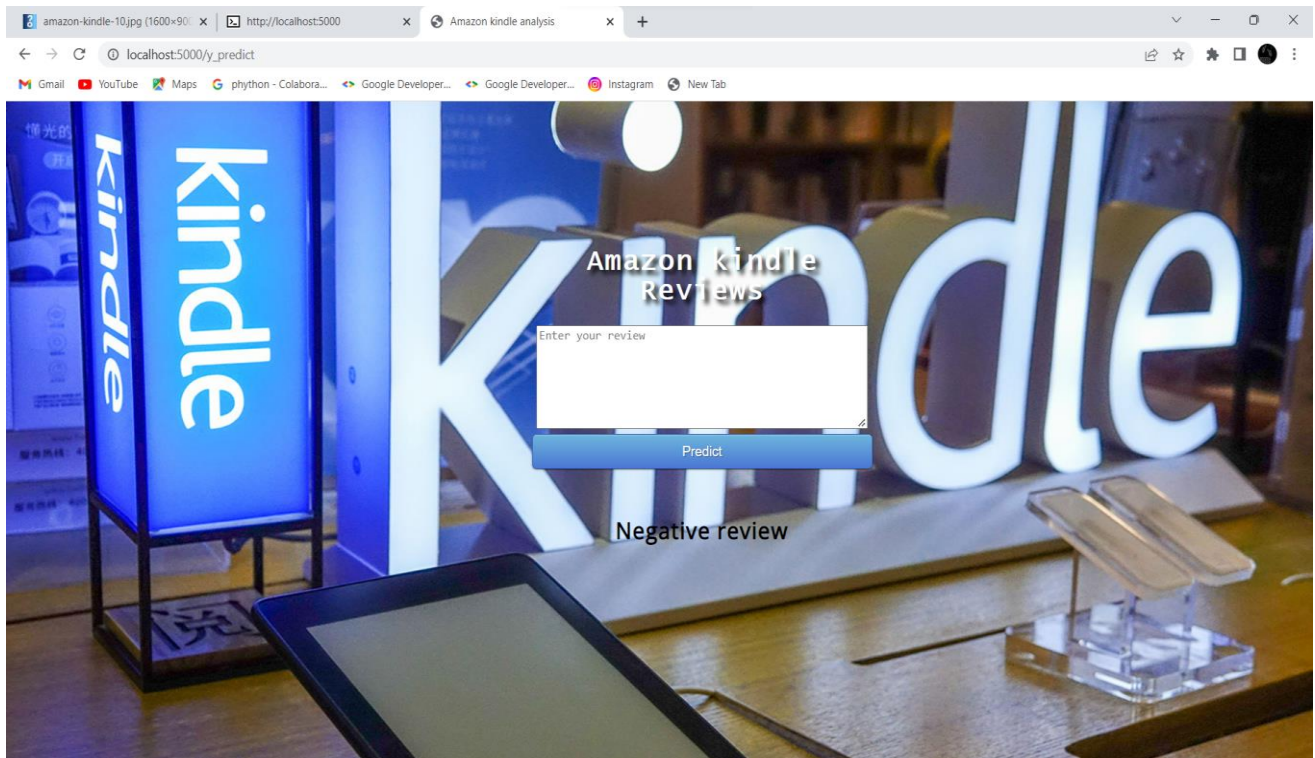 amazon-kindle-10.jpg (1600×900
http://localhost:5000
Amazon kindle analysis
localhost:5000/y_predict
Gmail
YouTube
Maps
phython - Colabora...
Google Developer...
Google Developer...
Instagram
New Tab
kindle
kindle
kindle
Amazon kindle
Reviews
Enter your review
Predict
Negative review
阅